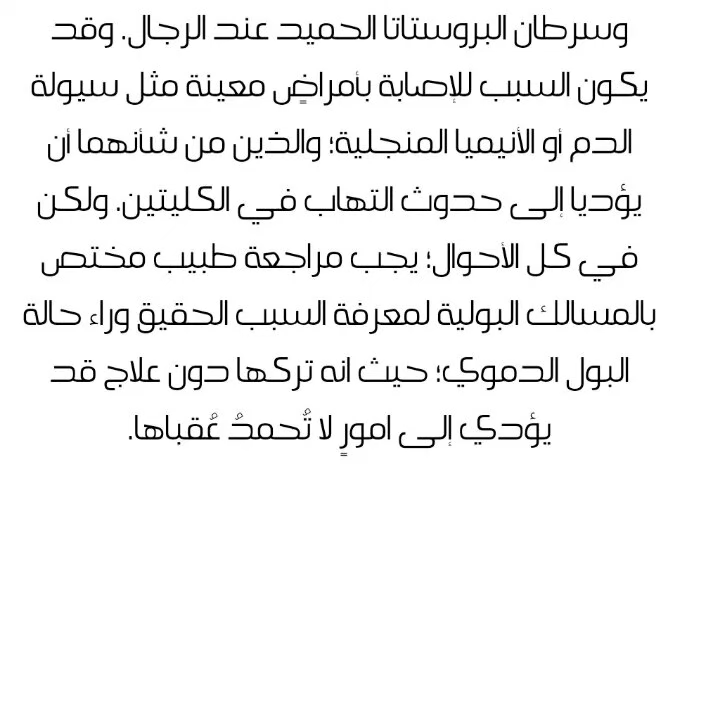 وسرطان البروستاتا الحميد عند الرجال. وقد
يكون السبب للإصابة بأمراضٍ معينة مثل سيولة
الدم أو الأنيميا المنجلية؛ والذين من شأنهما أن
يؤديا إلى حدوث التهاب في الكليتين. ولكن
في كل الأحوال؛ يجب مراجعة طبيب مختص
بالمسالك البولية لمعرفة السبب الحقيق وراء حالة
البول الدموي؛ حيث انه تركها دون علاج قد
يؤدي إلى امورٍ لا تُحمدُ عُقباها.